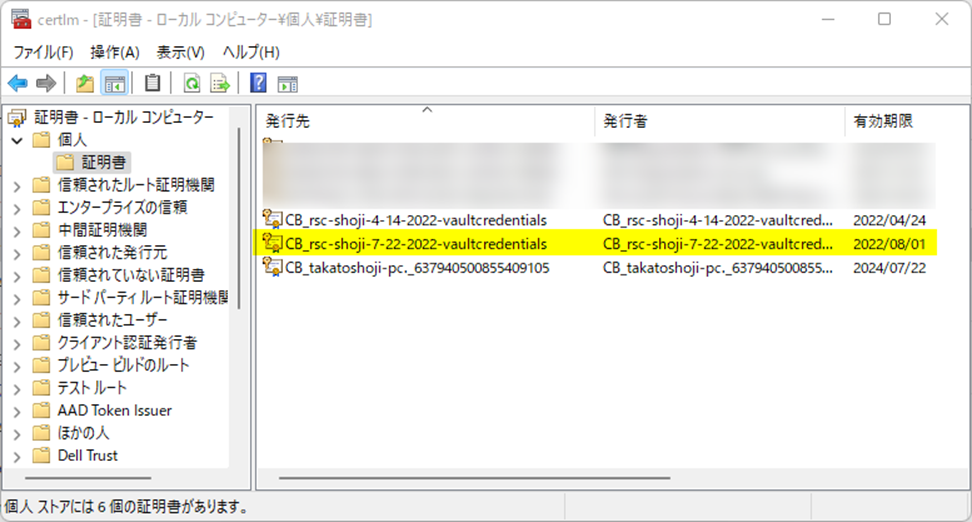 certlm - [証明書 - ローカル コンピューター¥個人¥証明書]
ファイル(F) 操作(A) 表示(V) ヘルプ(H)
証明書 - ローカル コンピューター
個人
証明書
信頼されたルート証明機関
エンタープライズの信頼
中間証明機関
信頼された発行元
信頼されていない証明書
サード パーティ ルート証明機関
信頼されたユーザー
クライアント認証発行者
プレビュー ビルドのルート
テスト ルート
AAD Token Issuer
ほかの人
Dell Trust
発行先 発行者 有効期限
CB_rsc-shoji-4-14-2022-vaultcredentials CB_rsc-shoji-4-14-2022-vaultcred... 2022/04/24
CB_rsc-shoji-7-22-2022-vaultcredentials CB_rsc-shoji-7-22-2022-vaultcred... 2022/08/01
CB_takatoshoji-pc._637940500855409105 CB_takatoshoji-pc._637940500855... 2024/07/22
個人 ストアには 6 個の証明書があります。